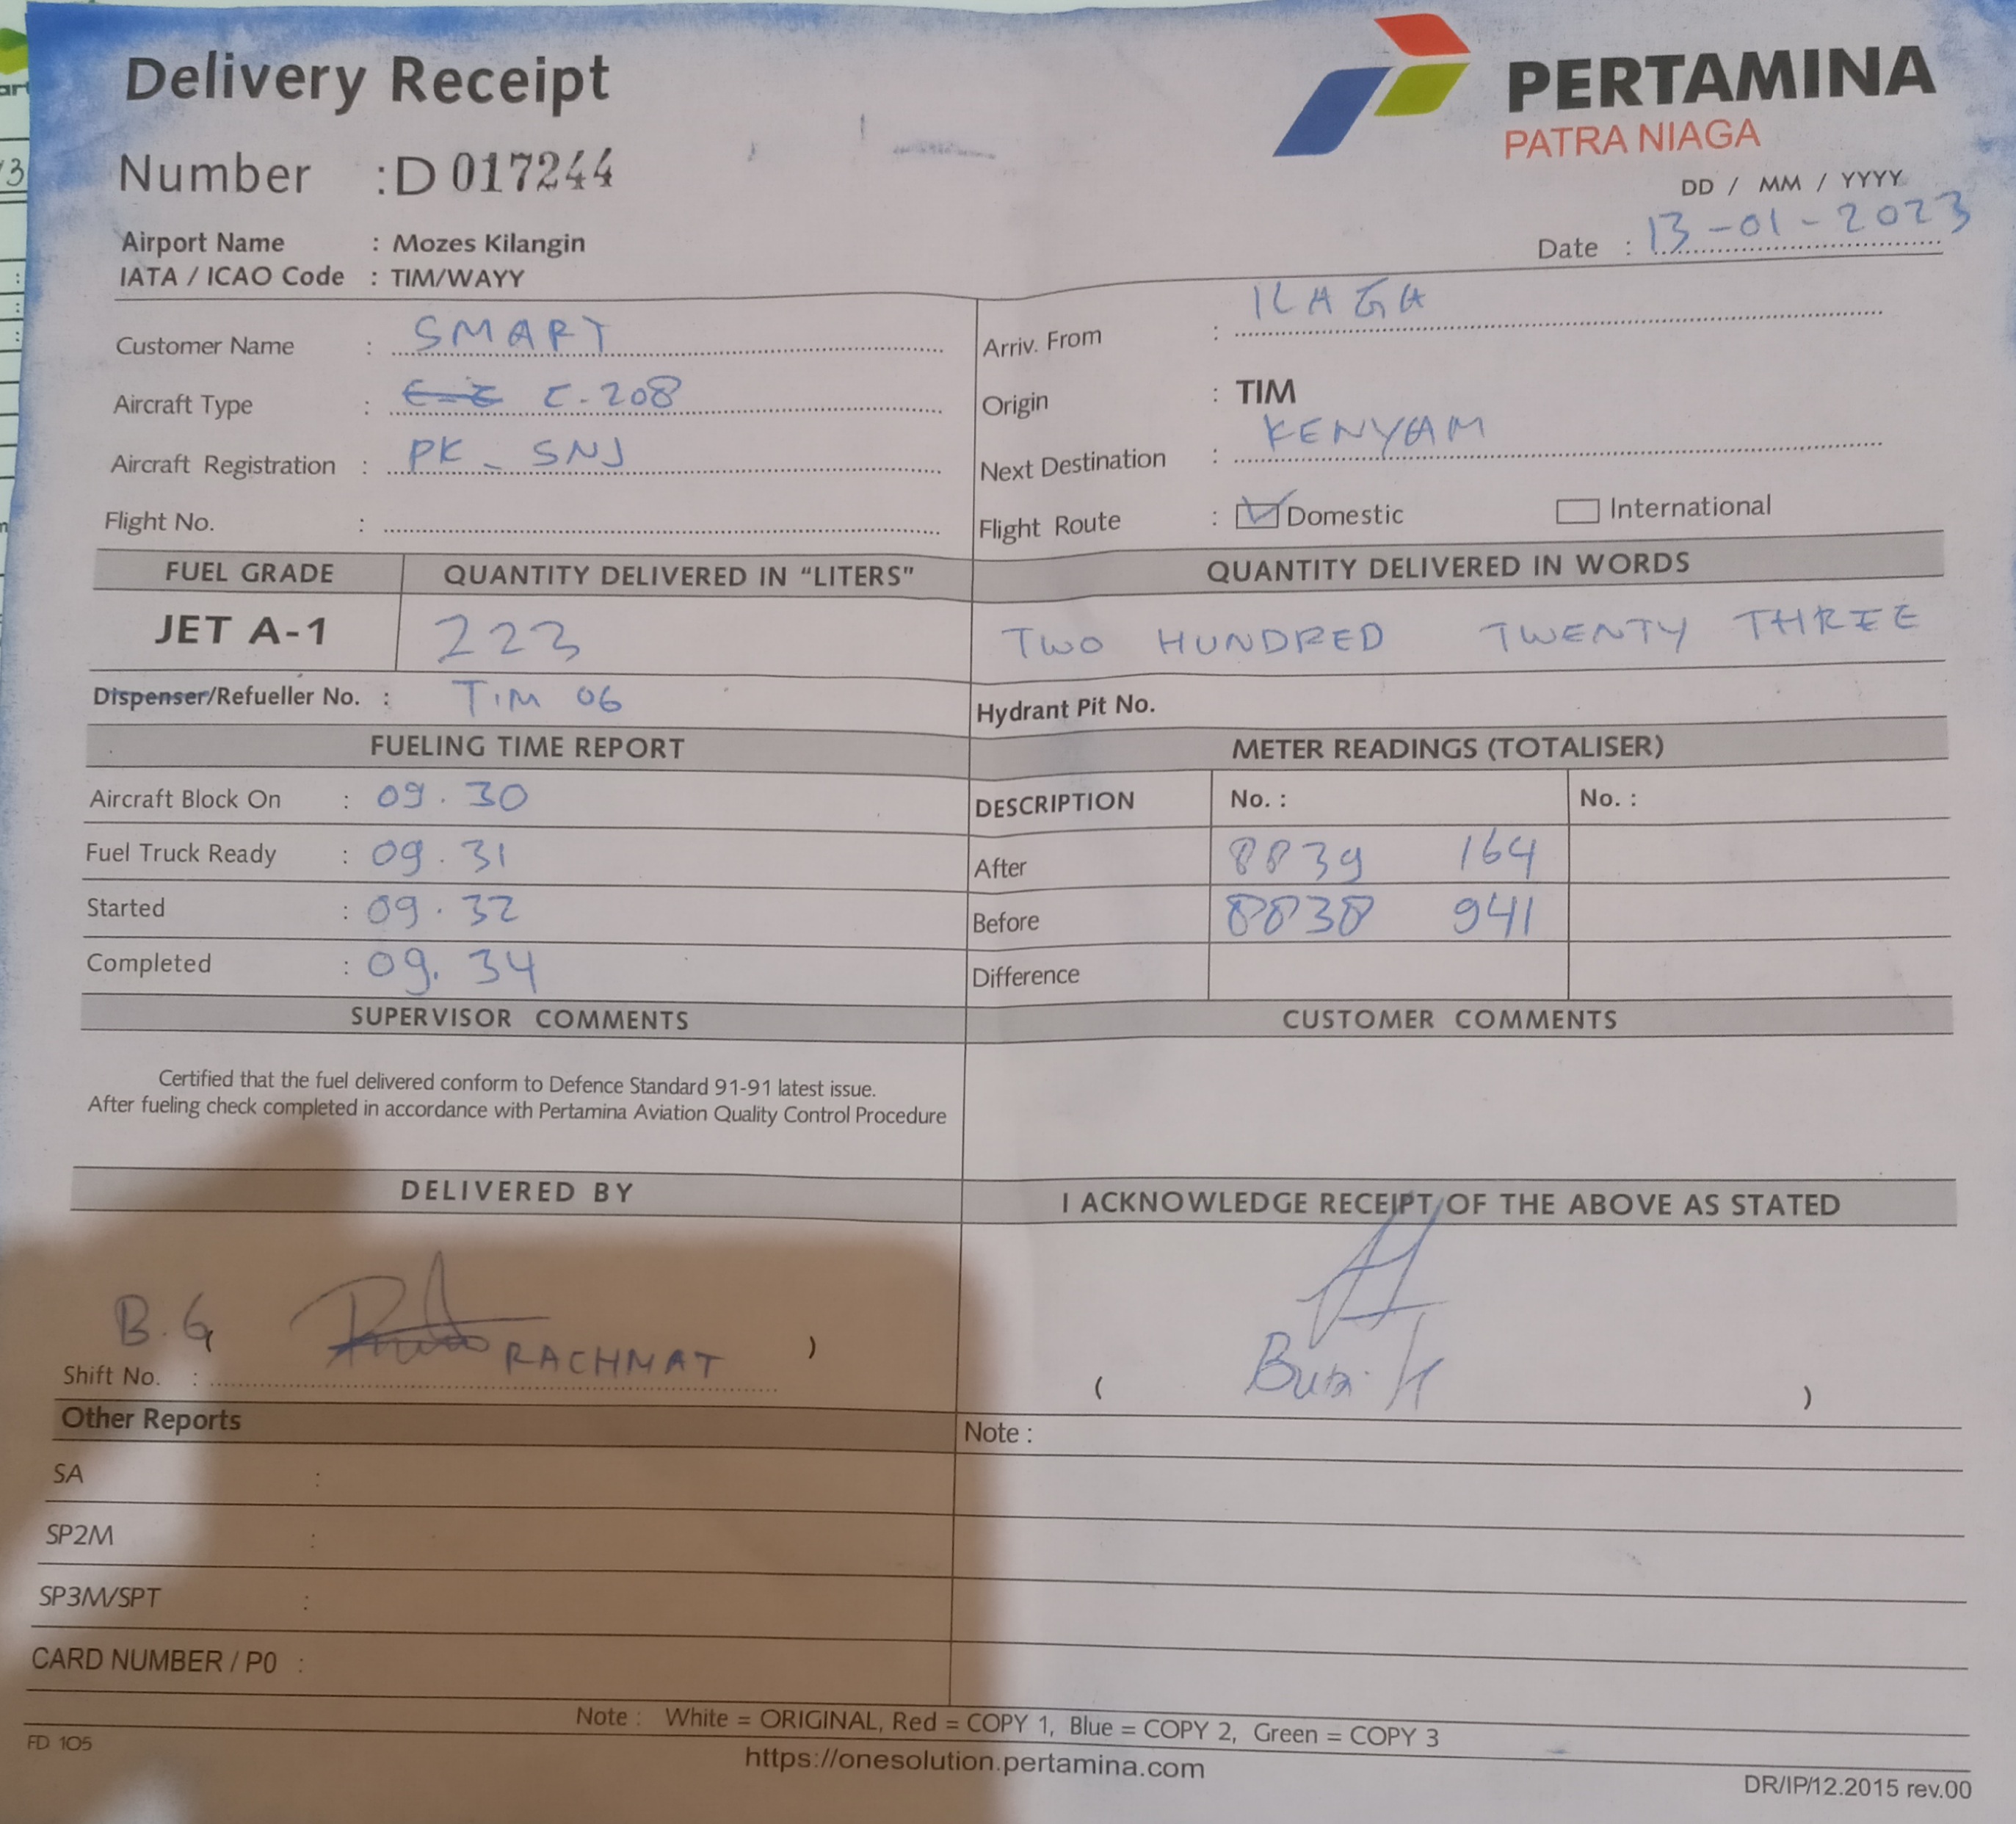 Delivery Receipt
PERTAMINA
PATRA NIAGA
Number : D 017244
DD / MM / YYYY
Date : 13-01-2023
Airport Name : Mozes Kilangin
IATA / ICAO Code : TIM/WAYY
Customer Name : SMART
Arriv. From : ILAGA
Aircraft Type : C-208
Origin : TIM
Aircraft Registration : PK-SNJ
Next Destination : KENYAM
Flight No. :
Flight Route : Domestic International
FUEL GRADE QUANTITY DELIVERED IN "LITERS" QUANTITY DELIVERED IN WORDS
JET A-1 223 TWO HUNDRED TWENTY THREE
Dispenser/Refueller No. : TIM 06 Hydrant Pit No.
FUELING TIME REPORT METER READINGS (TOTALISER)
Aircraft Block On : 09.30 DESCRIPTION No. : No. :
Fuel Truck Ready : 09.31 After 8839 164
Started : 09.32 Before 8838 941
Completed : 09.34 Difference
SUPERVISOR COMMENTS CUSTOMER COMMENTS
Certified that the fuel delivered conform to Defence Standard 91-91 latest issue.
After fueling check completed in accordance with Pertamina Aviation Quality Control Procedure
DELIVERED BY I ACKNOWLEDGE RECEIPT OF THE ABOVE AS STATED
B.G RACHMAT )
Shift No. : ( )
Other Reports Note :
SA :
SP2M :
SP3M/SPT :
CARD NUMBER / P0 :
Note : White = ORIGINAL, Red = COPY 1, Blue = COPY 2, Green = COPY 3
FD 105
https://onesolution.pertamina.com
DR/IP/12.2015 rev.00